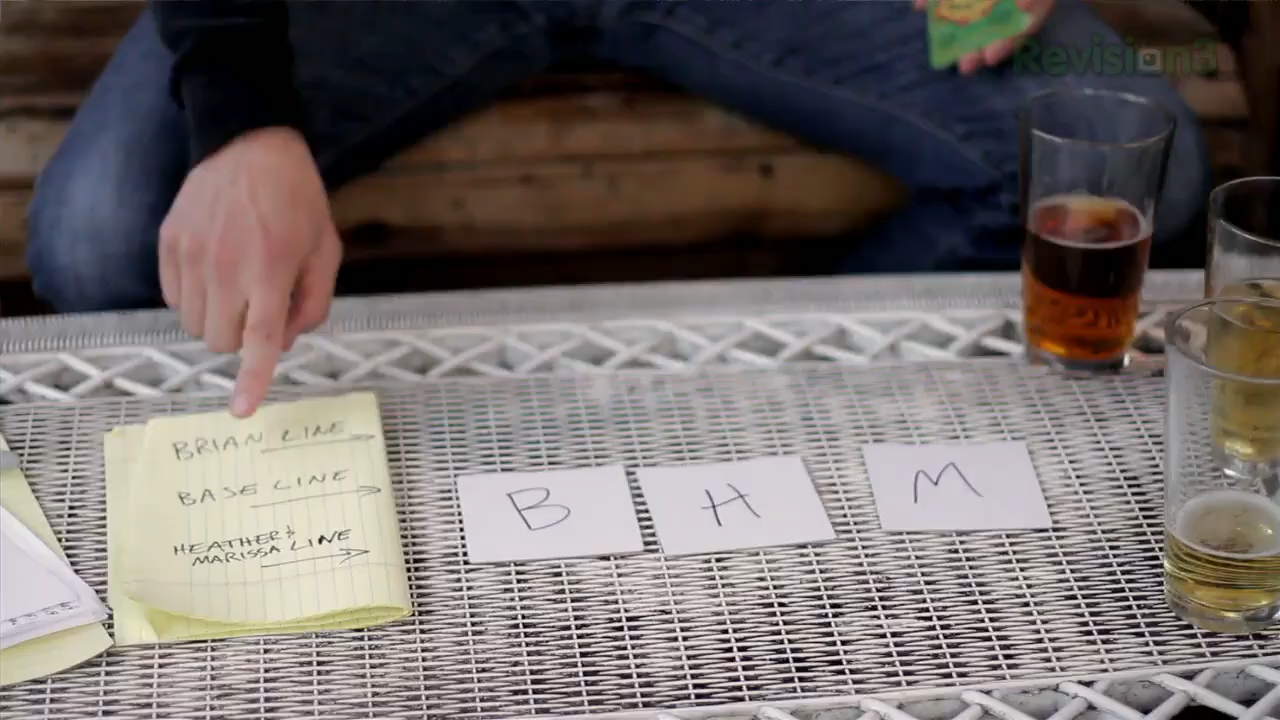 Revision3
BRIAN LINE
BASE LINE
HEATHER &
MARISSA LINE
B
H
M